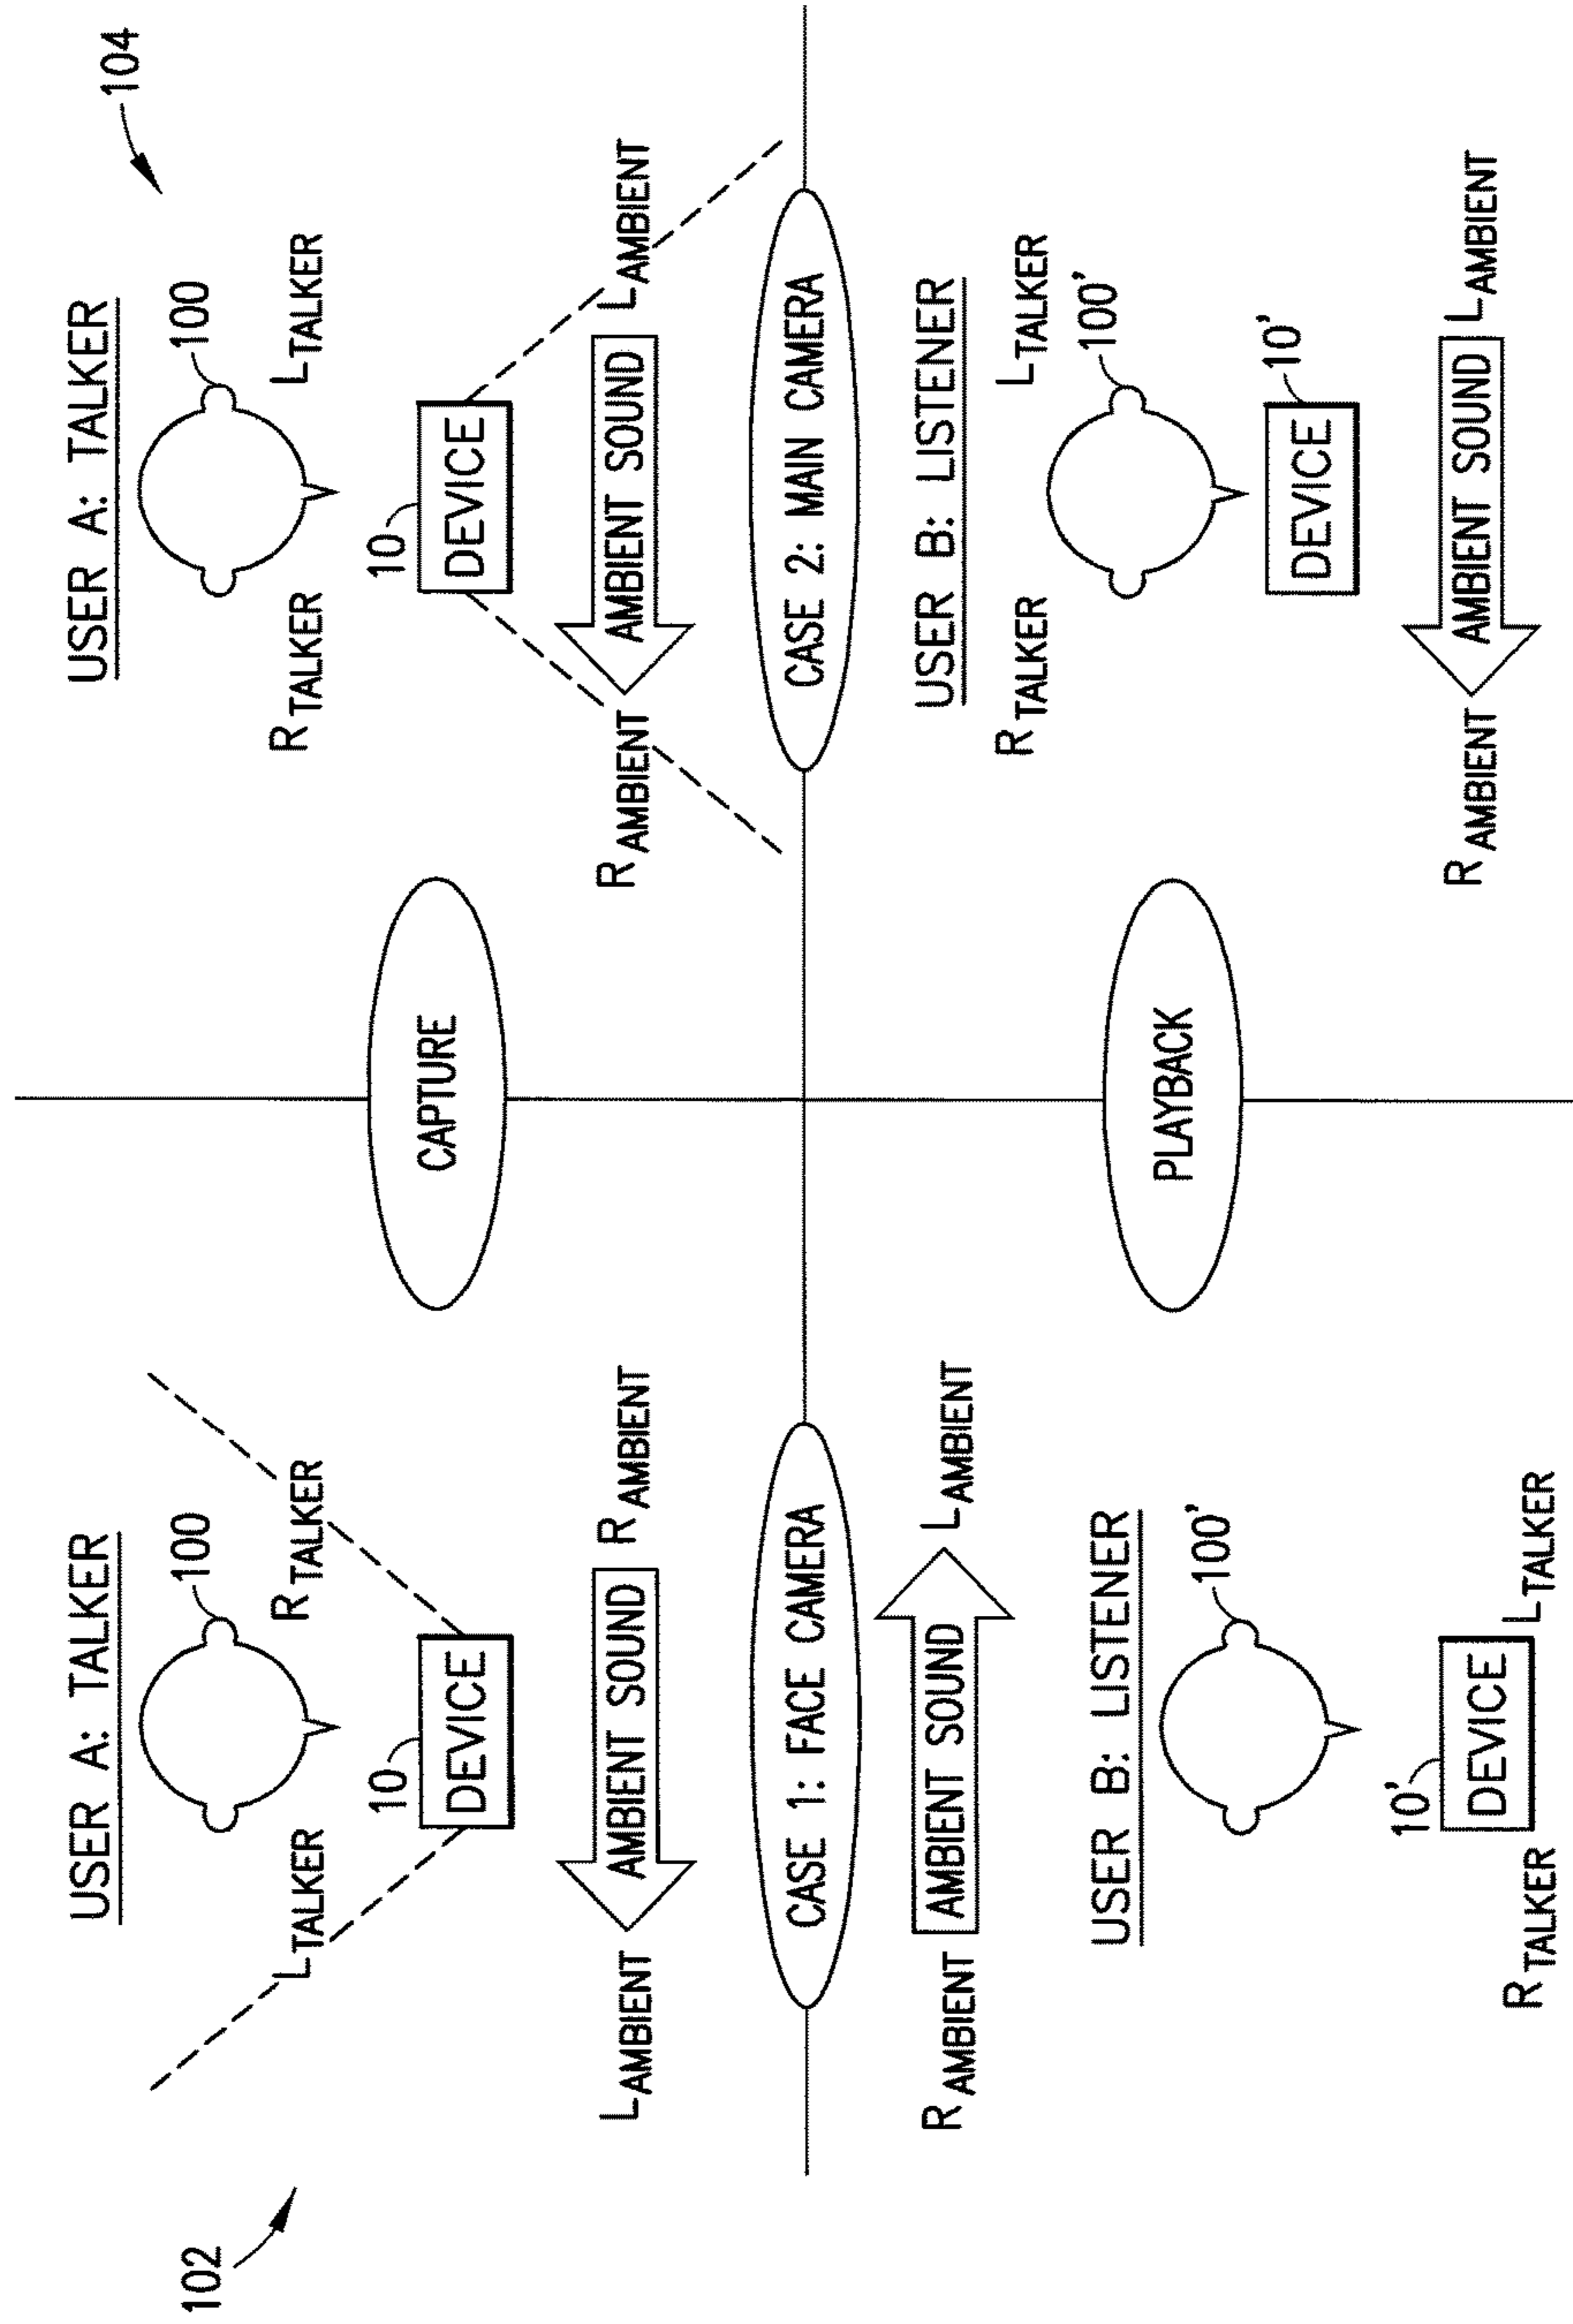 102
104
USER A: TALKER
100
L TALKER
R TALKER
10
DEVICE
AMBIENT SOUND
L AMBIENT
R AMBIENT
CAPTURE
USER A: TALKER
100
R TALKER
L TALKER
10
DEVICE
AMBIENT SOUND
R AMBIENT
L AMBIENT
CASE 1: FACE CAMERA
CASE 2: MAIN CAMERA
R AMBIENT
AMBIENT SOUND
L AMBIENT
USER B: LISTENER
100'
10'
DEVICE
R TALKER
L TALKER
PLAYBACK
USER B: LISTENER
R TALKER
L TALKER
100'
10'
DEVICE
R AMBIENT
AMBIENT SOUND
L AMBIENT